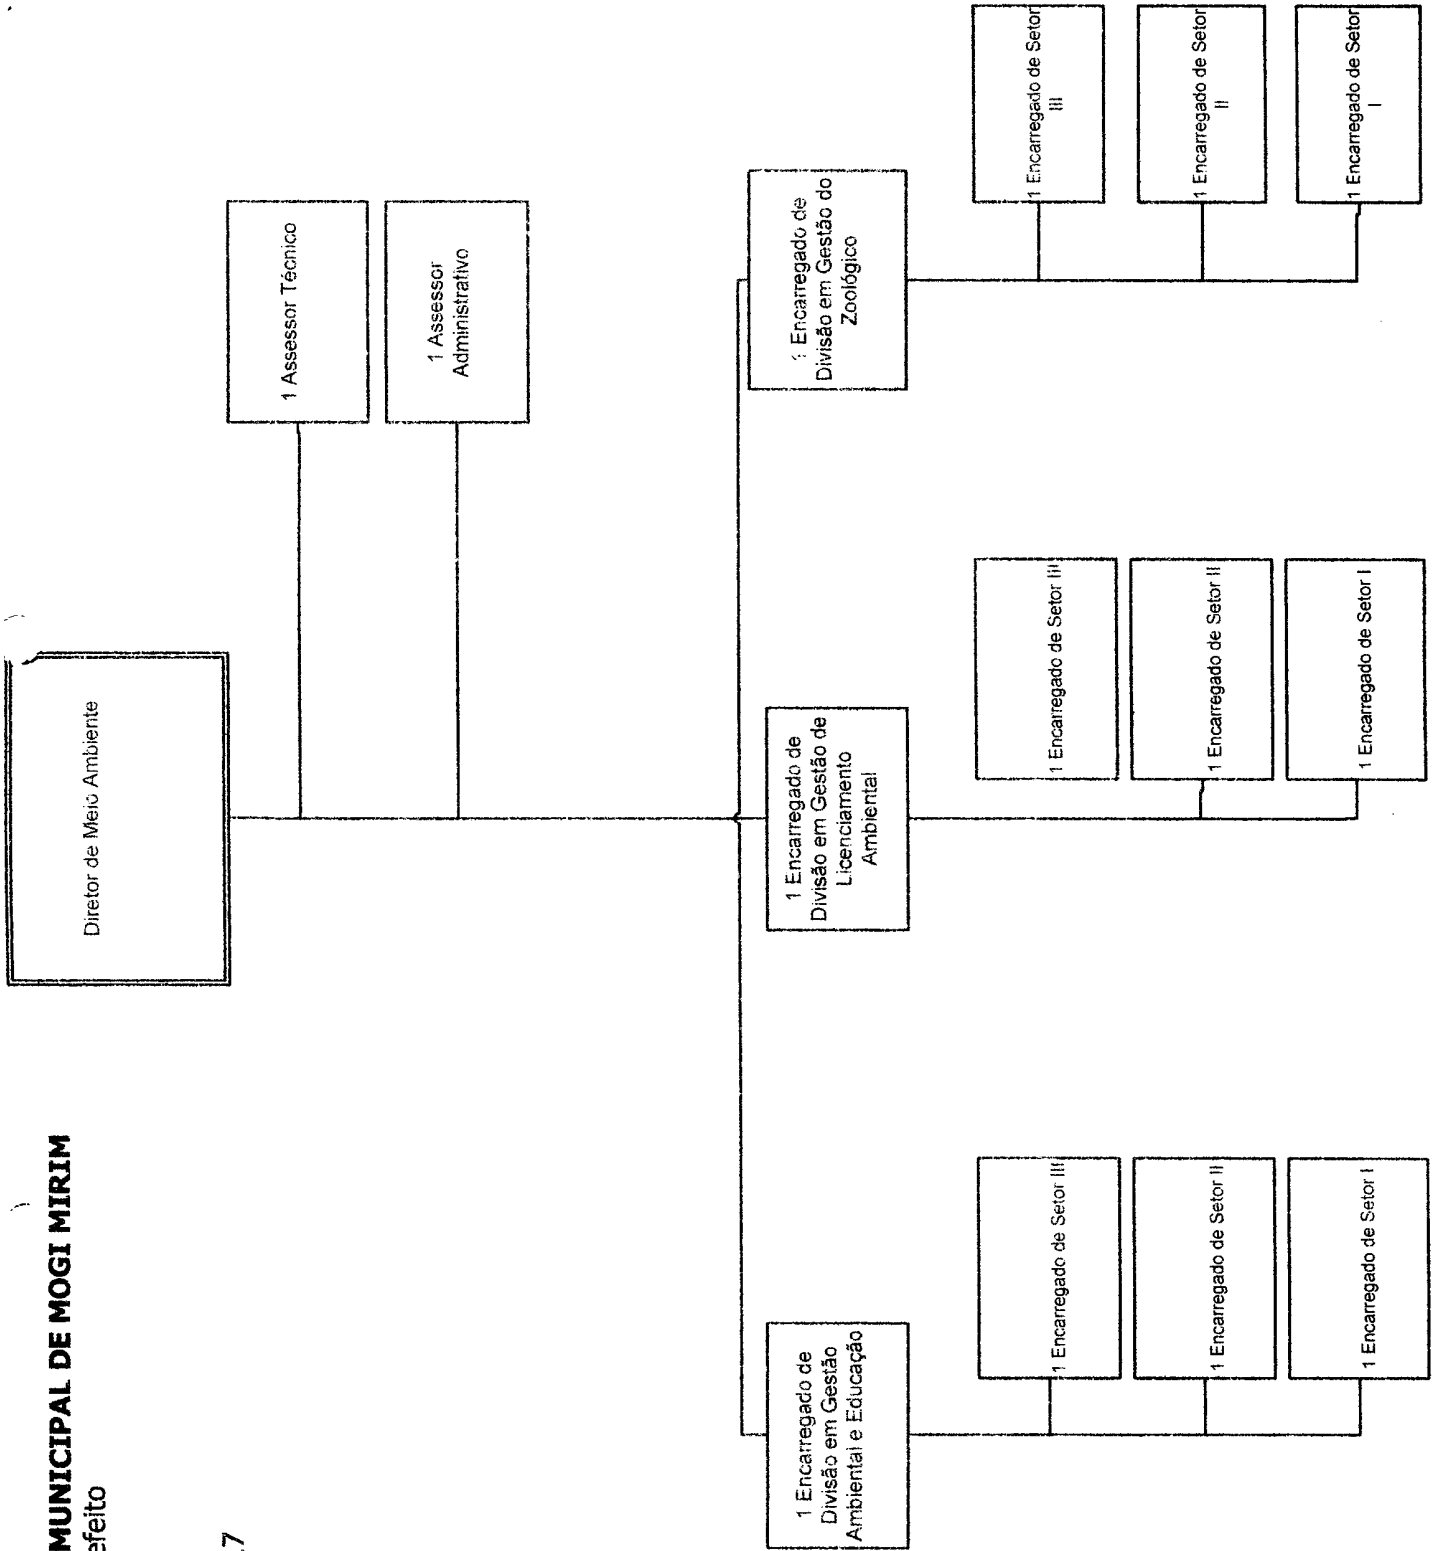 MUNICIPAL DE MOGI MIRIM
efeito
.7
Diretor de Meio Ambiente
1 Assessor Técnico
1 Assessor
Administrativo
1 Encarregado de
Divisão em Gestão
Ambiental e Educação
1 Encarregado de
Divisão em Gestão de
Licenciamento
Ambiental
1 Encarregado de
Divisão em Gestão do
Zoológico
1 Encarregado de Setor III
1 Encarregado de Setor II
1 Encarregado de Setor I
1 Encarregado de Setor III
1 Encarregado de Setor II
1 Encarregado de Setor I
1 Encarregado de Setor
III
1 Encarregado de Setor
II
1 Encarregado de Setor
I